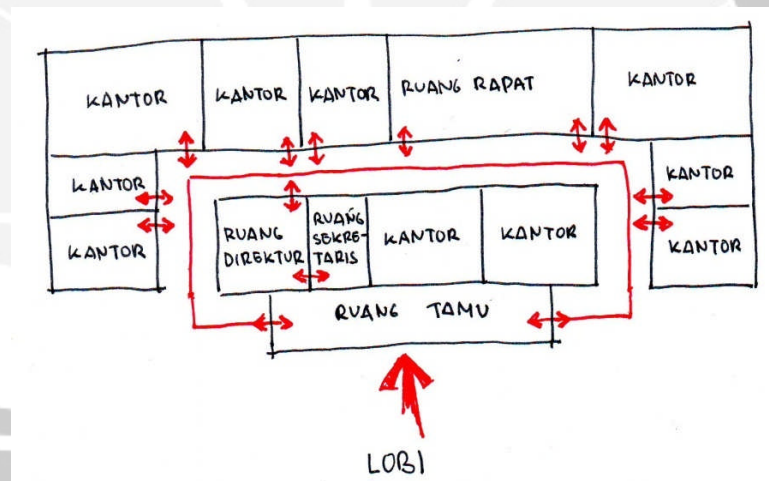 KANTOR
KANTOR
KANTOR
RUANG RAPAT
KANTOR
KANTOR
KANTOR
KANTOR
KANTOR
RUANG
DIREKTUR
RUANG
SEKRE-
TARIS
KANTOR
KANTOR
RUANG TAMU
LOBI